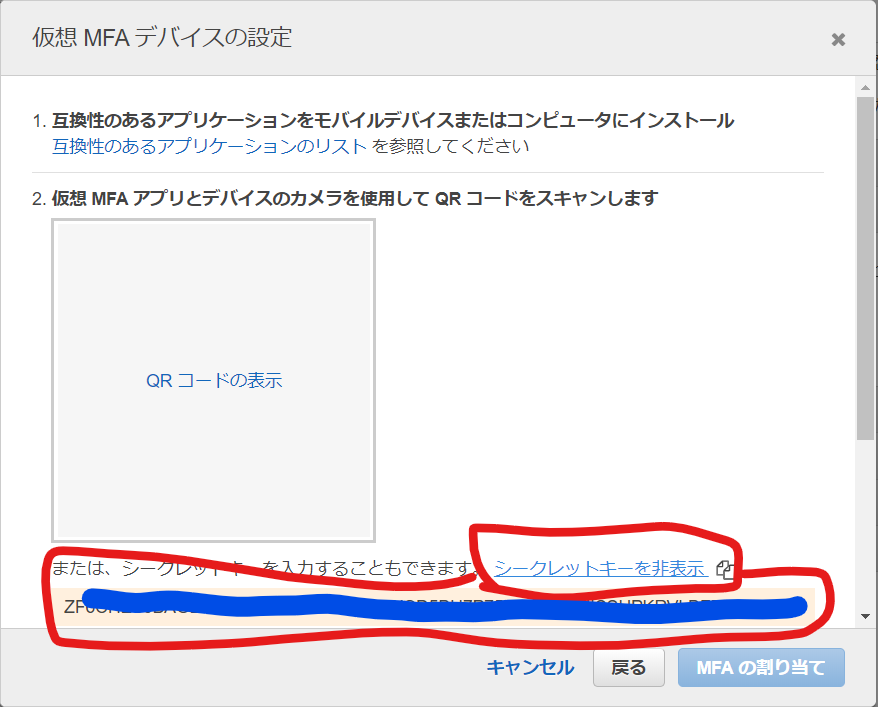 仮想 MFA デバイスの設定
1. 互換性のあるアプリケーションをモバイルデバイスまたはコンピュータにインストール
互換性のあるアプリケーションのリスト を参照してください
2. 仮想 MFA アプリとデバイスのカメラを使用して QR コードをスキャンします
QR コードの表示
または、シークレットキーを入力することもできます。 シークレットキーを非表示
キャンセル 戻る MFA の割り当て